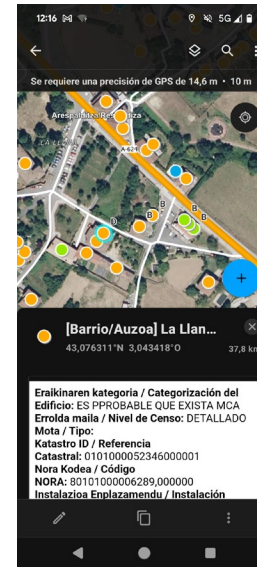 12:16
5G
Se requiere una precisión de GPS de 14,6 m • 10 m
LA LLANA
A-624
D
B
B
B
B
[Barrio/Auzoa] La Llan...
43,076311°N 3,043418°O
37,8 km
Eraikinaren kategoria / Categorización del
Edificio: ES PPROBABLE QUE EXISTA MCA
Errolda maila / Nivel de Censo: DETALLADO
Mota / Tipo:
Katastro ID / Referencia
Catastral: 0101000052346000001
Nora Kodea / Código
NORA: 80101000006289,000000
Instalazioa Enplazamendu / Instalación